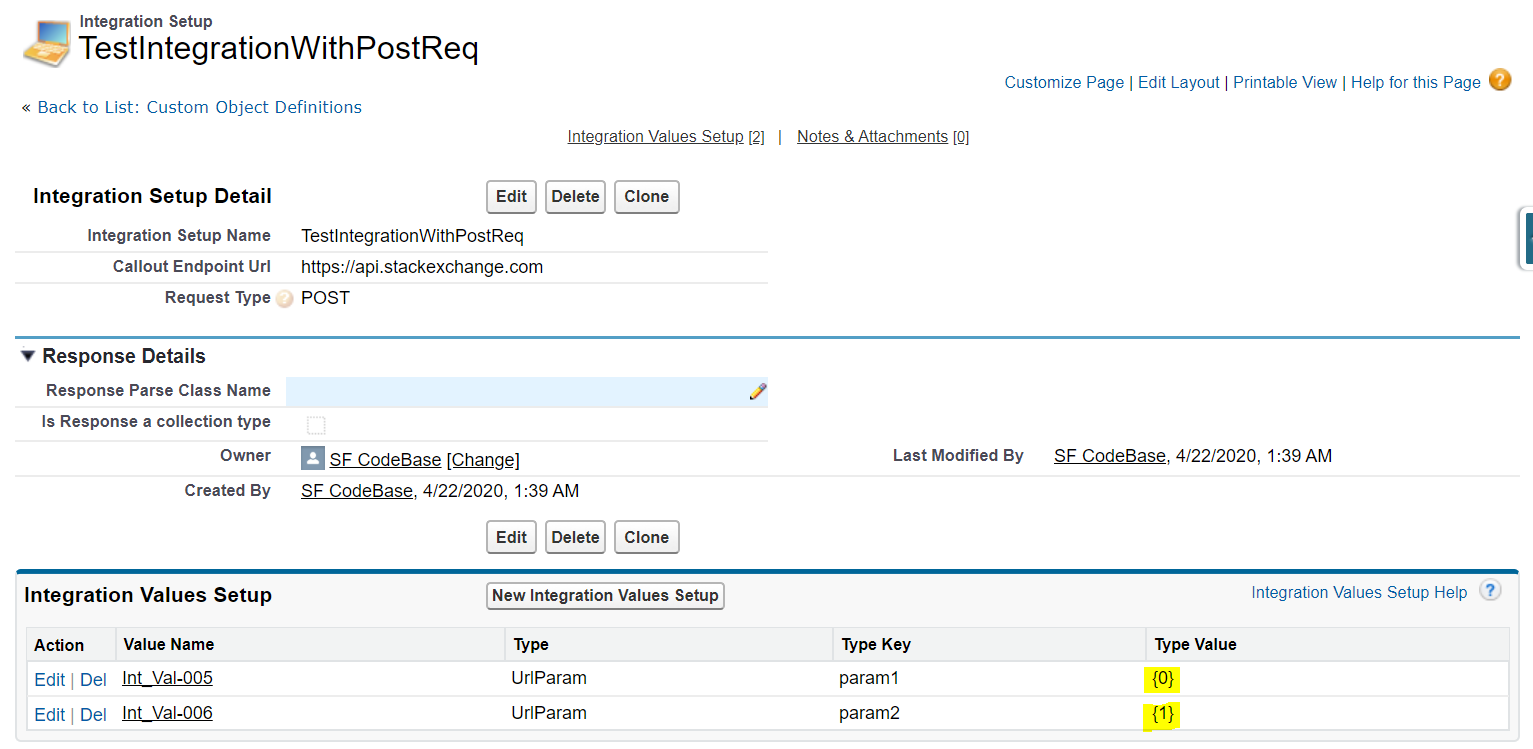 Integration Setup
TestIntegrationWithPostReq
Customize Page | Edit Layout | Printable View | Help for this Page ?
« Back to List: Custom Object Definitions
Integration Values Setup [2] | Notes & Attachments [0]
Integration Setup Detail Edit Delete Clone
Integration Setup Name TestIntegrationWithPostReq
Callout Endpoint Url https://api.stackexchange.com
Request Type ? POST
Response Details
Response Parse Class Name
Is Response a collection type
Owner SF CodeBase [Change] Last Modified By SF CodeBase, 4/22/2020, 1:39 AM
Created By SF CodeBase, 4/22/2020, 1:39 AM
Edit Delete Clone
Integration Values Setup New Integration Values Setup Integration Values Setup Help ?
Action Value Name Type Type Key Type Value
Edit | Del Int_Val-005 UrlParam param1 {0}
Edit | Del Int_Val-006 UrlParam param2 {1}